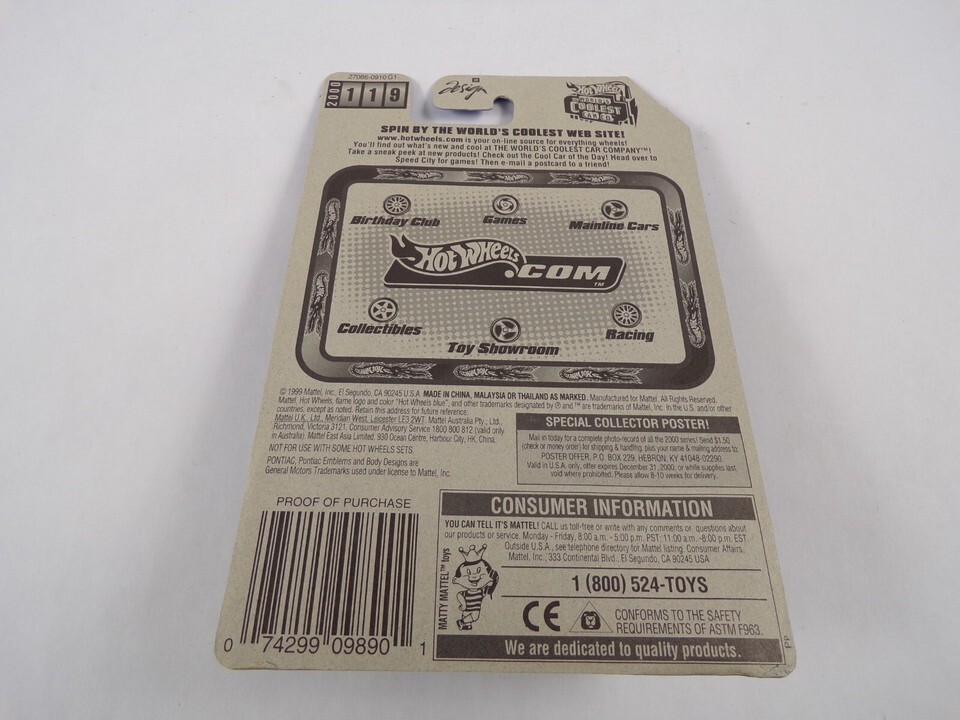 27066-0910 G1
2000 119
Design
HOT WHEELS
WORLD'S
COOLEST
CAR CO.
SPIN BY THE WORLD'S COOLEST WEB SITE!
www.hotwheels.com is your on-line source for everything wheels!
You'll find out what's new and cool at THE WORLD'S COOLEST CAR COMPANY™!
Take a sneak peek at new products! Check out the Cool Car of the Day! Head over to
Speed City for games! Then e-mail a postcard to a friend!
Birthday Club
Games
Mainline Cars
HOT WHEELS
.COM™
Collectibles
Toy Showroom
Racing
© 1999 Mattel, Inc., El Segundo, CA 90245 U.S.A. MADE IN CHINA, MALAYSIA OR THAILAND AS MARKED. Manufactured for Mattel. All Rights Reserved.
Mattel, Hot Wheels, flame logo and color "Hot Wheels blue", and other trademarks designated by ® and ™ are trademarks of Mattel, Inc. in the U.S. and/or other
countries, except as noted. Retain this address for future reference:
Mattel U.K., Ltd., Meridian West, Leicester LE3 2WT. Mattel Australia Pty., Ltd.,
Richmond, Victoria 3121. Consumer Advisory Service 1800 800 812 (valid only
in Australia). Mattel East Asia Limited, 930 Ocean Centre, Harbour City, HK, China.
NOT FOR USE WITH SOME HOT WHEELS SETS.
PONTIAC, Pontiac Emblems and Body Designs are
General Motors Trademarks used under license to Mattel, Inc.
SPECIAL COLLECTOR POSTER!
Mail in today for a complete photo-record of all the 2000 series! Send $1.50
(check or money order) for shipping & handling, plus your name & mailing address to:
POSTER OFFER, P.O. BOX 229, HEBRON, KY 41048-02290.
Valid in U.S.A. only, offer expires December 31, 2000, or while supplies last,
void where prohibited. Please allow 8-10 weeks for delivery.
PROOF OF PURCHASE
0 74299 09890 1
CONSUMER INFORMATION
YOU CAN TELL IT'S MATTEL! CALL us toll-free or write with any comments or questions about
our products or service. Monday - Friday, 8:00 a.m. - 5:00 p.m. PST; 11:00 a.m.-8:00 p.m. EST.
Outside U.S.A., see telephone directory for Mattel listing. Consumer Affairs,
Mattel, Inc., 333 Continental Blvd., El Segundo, CA 90245 USA
MATTY MATTEL™ toys
1 (800) 524-TOYS
CE
CONFORMS TO THE SAFETY
REQUIREMENTS OF ASTM F963.
We are dedicated to quality products.
PP